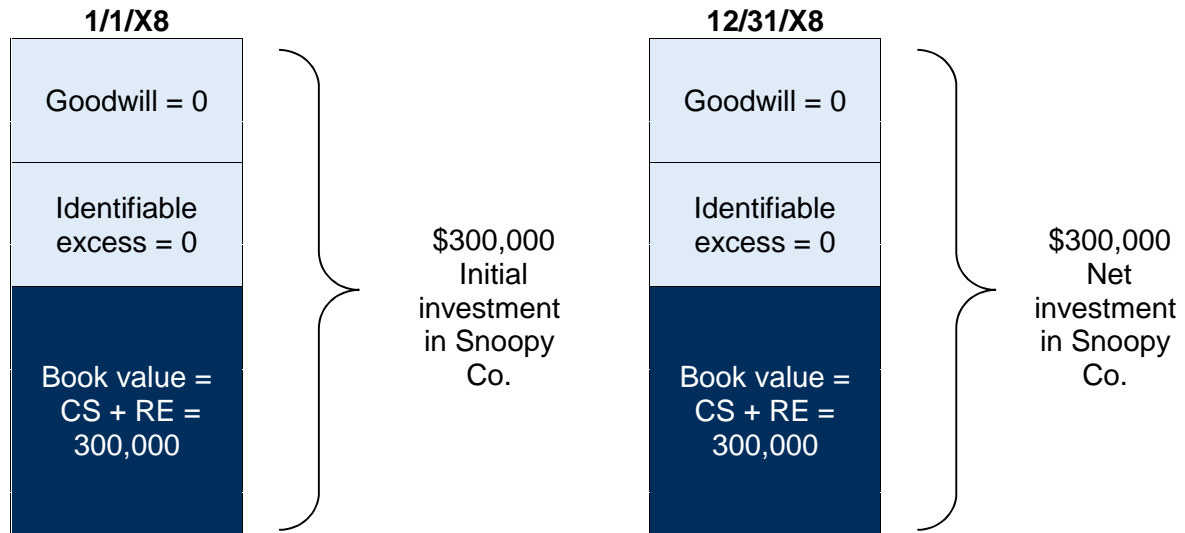 1/1/X8
Goodwill = 0
Identifiable
excess = 0
Book value =
CS + RE =
300,000
$300,000
Initial
investment
in Snoopy
Co.
12/31/X8
Goodwill = 0
Identifiable
excess = 0
Book value =
CS + RE =
300,000
$300,000
Net
investment
in Snoopy
Co.